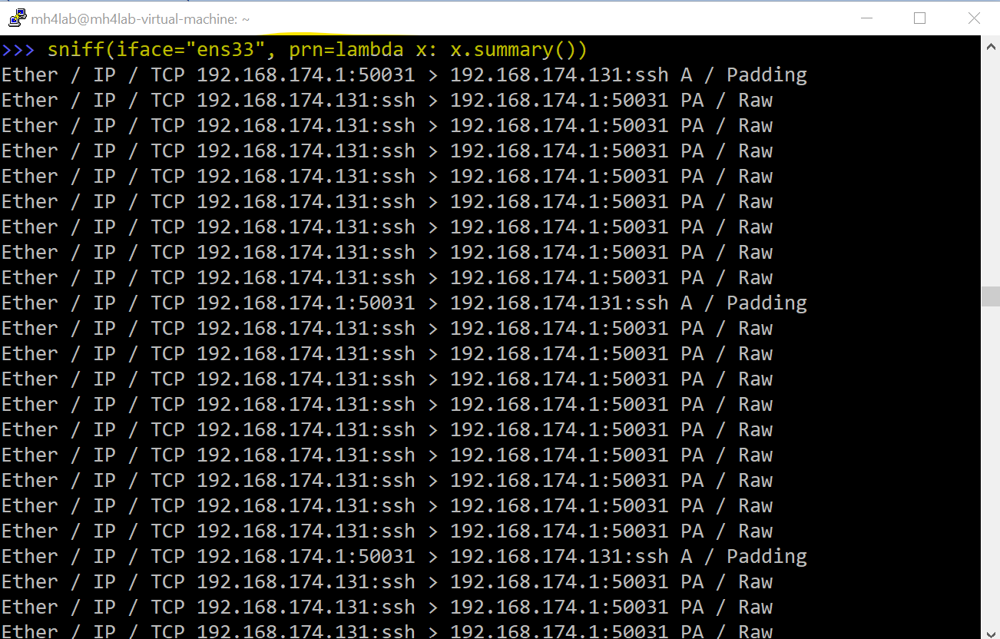 mh4lab@mh4lab-virtual-machine: ~
>>> sniff(iface="ens33", prn=lambda x: x.summary())
Ether / IP / TCP 192.168.174.1:50031 > 192.168.174.131:ssh A / Padding
Ether / IP / TCP 192.168.174.131:ssh > 192.168.174.1:50031 PA / Raw
Ether / IP / TCP 192.168.174.131:ssh > 192.168.174.1:50031 PA / Raw
Ether / IP / TCP 192.168.174.131:ssh > 192.168.174.1:50031 PA / Raw
Ether / IP / TCP 192.168.174.131:ssh > 192.168.174.1:50031 PA / Raw
Ether / IP / TCP 192.168.174.131:ssh > 192.168.174.1:50031 PA / Raw
Ether / IP / TCP 192.168.174.131:ssh > 192.168.174.1:50031 PA / Raw
Ether / IP / TCP 192.168.174.131:ssh > 192.168.174.1:50031 PA / Raw
Ether / IP / TCP 192.168.174.131:ssh > 192.168.174.1:50031 PA / Raw
Ether / IP / TCP 192.168.174.1:50031 > 192.168.174.131:ssh A / Padding
Ether / IP / TCP 192.168.174.131:ssh > 192.168.174.1:50031 PA / Raw
Ether / IP / TCP 192.168.174.131:ssh > 192.168.174.1:50031 PA / Raw
Ether / IP / TCP 192.168.174.131:ssh > 192.168.174.1:50031 PA / Raw
Ether / IP / TCP 192.168.174.131:ssh > 192.168.174.1:50031 PA / Raw
Ether / IP / TCP 192.168.174.131:ssh > 192.168.174.1:50031 PA / Raw
Ether / IP / TCP 192.168.174.131:ssh > 192.168.174.1:50031 PA / Raw
Ether / IP / TCP 192.168.174.131:ssh > 192.168.174.1:50031 PA / Raw
Ether / IP / TCP 192.168.174.131:ssh > 192.168.174.1:50031 PA / Raw
Ether / IP / TCP 192.168.174.131:ssh > 192.168.174.1:50031 PA / Raw
Ether / IP / TCP 192.168.174.1:50031 > 192.168.174.131:ssh A / Padding
Ether / IP / TCP 192.168.174.131:ssh > 192.168.174.1:50031 PA / Raw
Ether / IP / TCP 192.168.174.131:ssh > 192.168.174.1:50031 PA / Raw
Ether / IP / TCP 192.168.174.131:ssh > 192.168.174.1:50031 PA / Raw